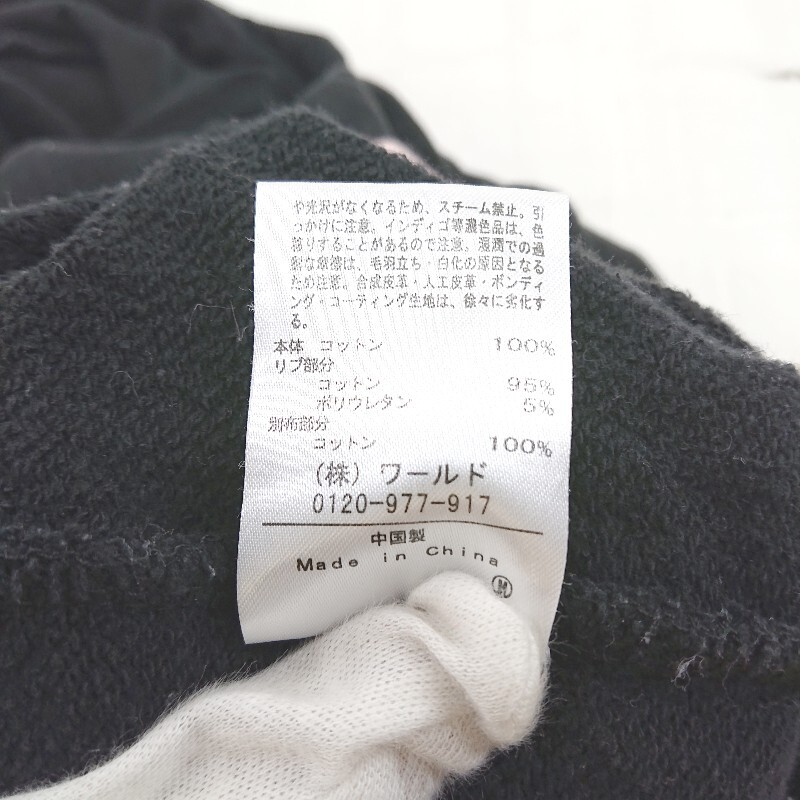 や光沢がなくなるため、スチーム禁止。引
っかけに注意。インディゴ等濃色品は、色
移りすることがあるので注意。湿潤での過
剰な摩擦は、毛羽立ち・白化の原因となる
ため注意。合成皮革・人工皮革・ボンディ
ング・コーティング生地は、徐々に劣化す
る。
本体 コットン 100%
リブ部分
コットン 95%
ポリウレタン 5%
別布部分
コットン 100%
(株) ワールド
0120-977-917
中国製
Made in China
M